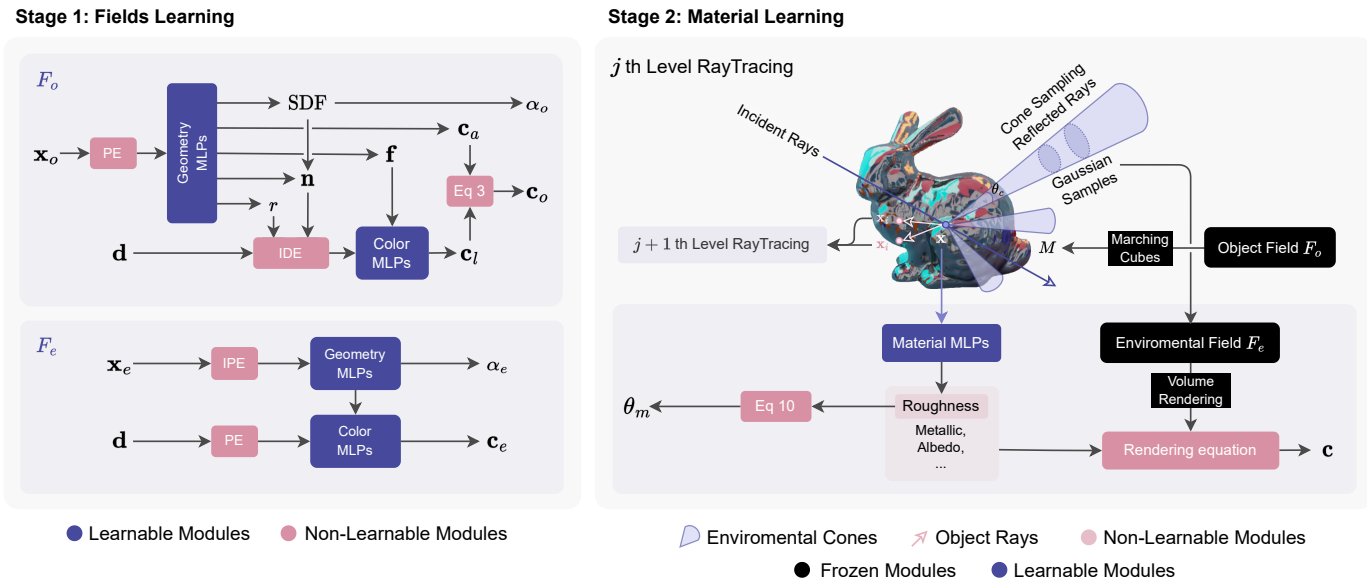 Stage 1: Fields Learning
F_o
x_o
PE
Geometry
MLPs
SDF
α_o
c_a
f
n
r
Eq 3
c_o
d
IDE
Color
MLPs
c_l
F_e
x_e
IPE
Geometry
MLPs
α_e
d
PE
Color
MLPs
c_e
Learnable Modules
Non-Learnable Modules
Stage 2: Material Learning
j th Level RayTracing
Incident Rays
Cone Sampling
Reflected Rays
Gaussian
Samples
θ_c
x
x_i
j + 1 th Level RayTracing
M
Marching
Cubes
Object Field F_o
Material MLPs
Enviromental Field F_e
Volume
Rendering
θ_m
Eq 10
Roughness
Metallic,
Albedo,
...
Rendering equation
c
Enviromental Cones
Object Rays
Non-Learnable Modules
Frozen Modules
Learnable Modules